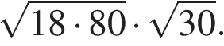 √18 · 80 · √30.